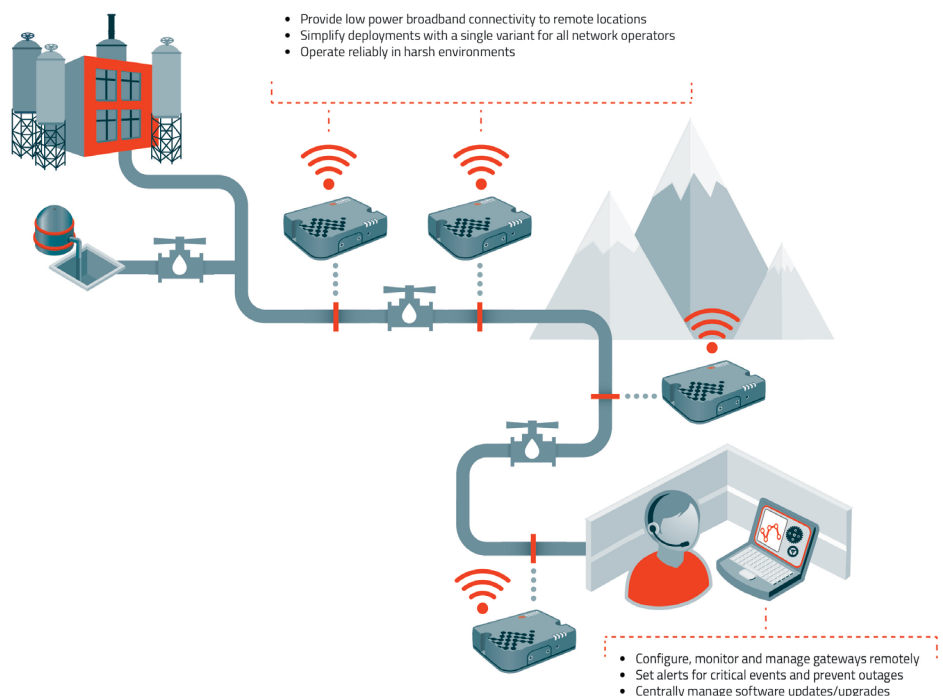 • Provide low power broadband connectivity to remote locations
• Simplify deployments with a single variant for all network operators
• Operate reliably in harsh environments
• Configure, monitor and manage gateways remotely
• Set alerts for critical events and prevent outages
• Centrally manage software updates/upgrades